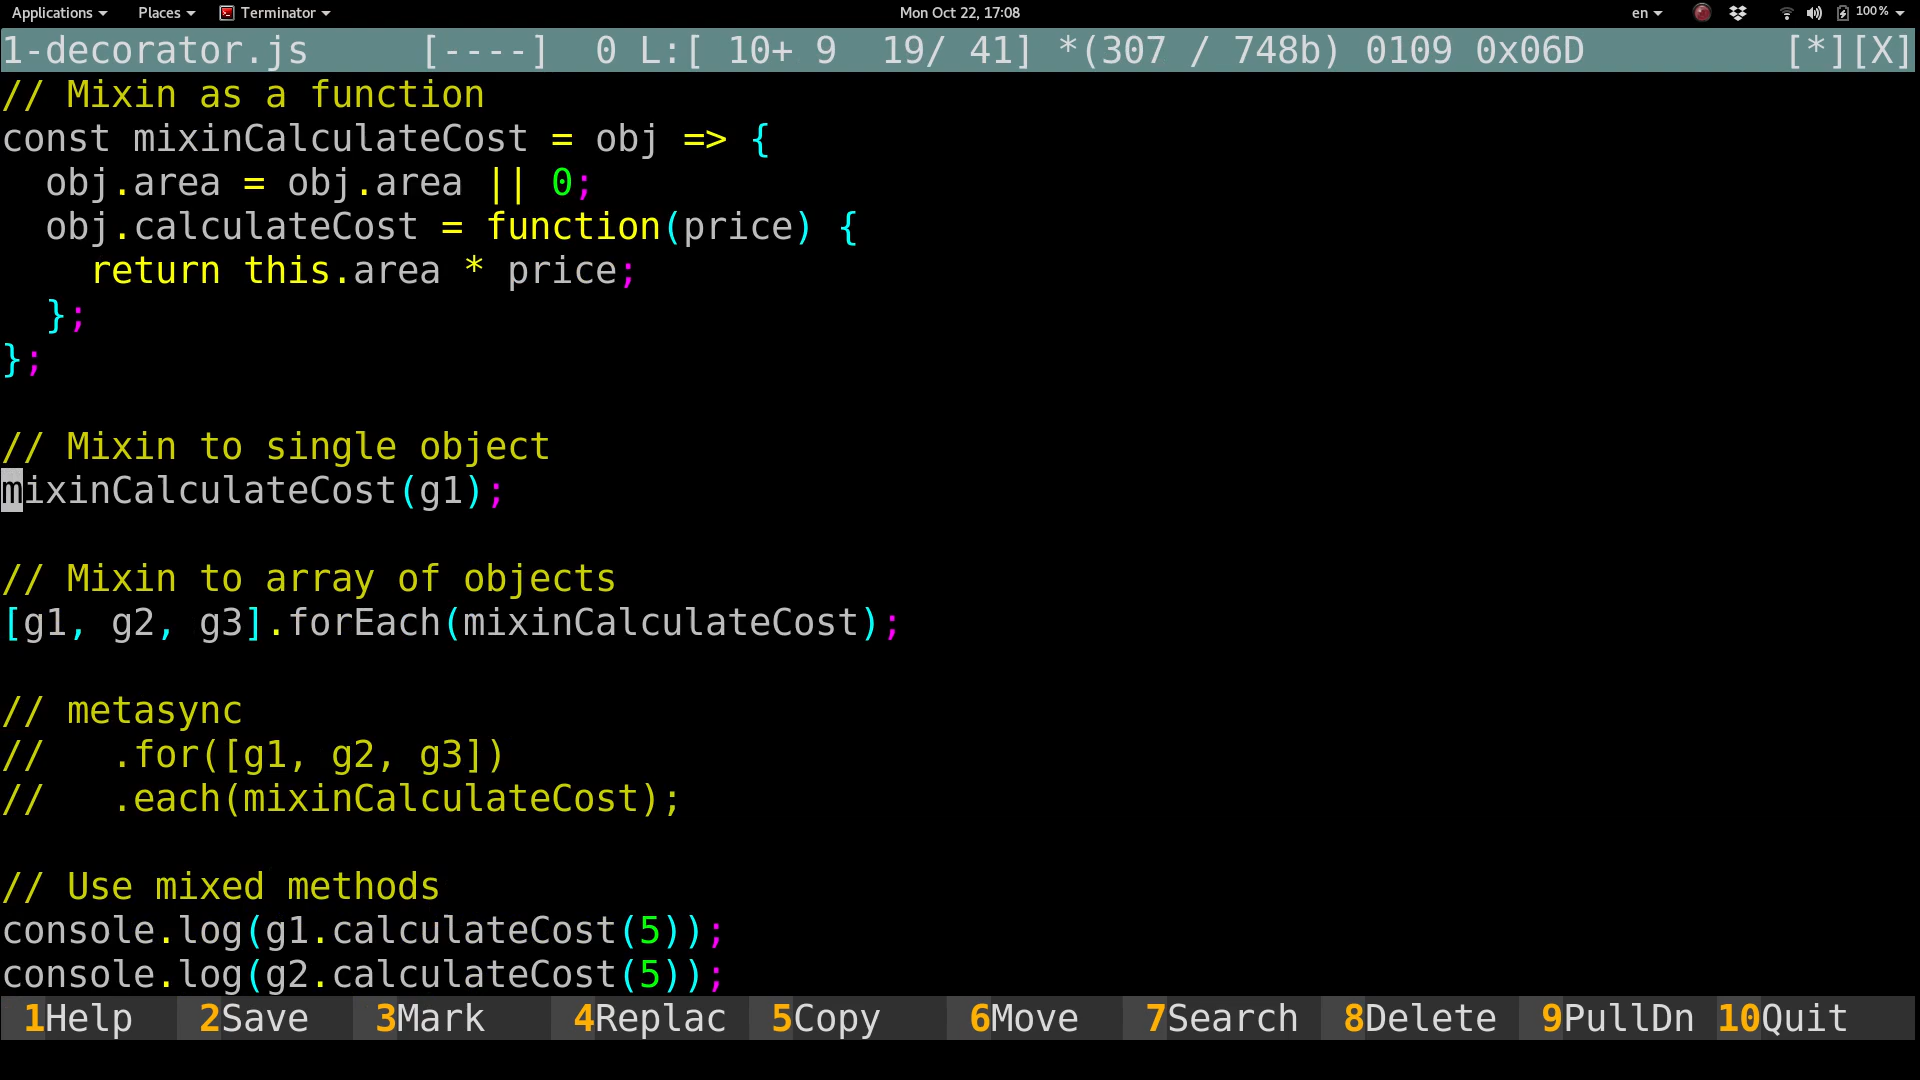 Applications Places Terminator Mon Oct 22, 17:08 en 100%
1-decorator.js [----] 0 L:[ 10+ 9 19/ 41] *(307 / 748b) 0109 0x06D [*][X]
// Mixin as a function
const mixinCalculateCost = obj => {
  obj.area = obj.area || 0;
  obj.calculateCost = function(price) {
    return this.area * price;
  };
};
// Mixin to single object
mixinCalculateCost(g1);
// Mixin to array of objects
[g1, g2, g3].forEach(mixinCalculateCost);
// metasync
//   .for([g1, g2, g3])
//   .each(mixinCalculateCost);
// Use mixed methods
console.log(g1.calculateCost(5));
console.log(g2.calculateCost(5));
1Help 2Save 3Mark 4Replac 5Copy 6Move 7Search 8Delete 9PullDn 10Quit